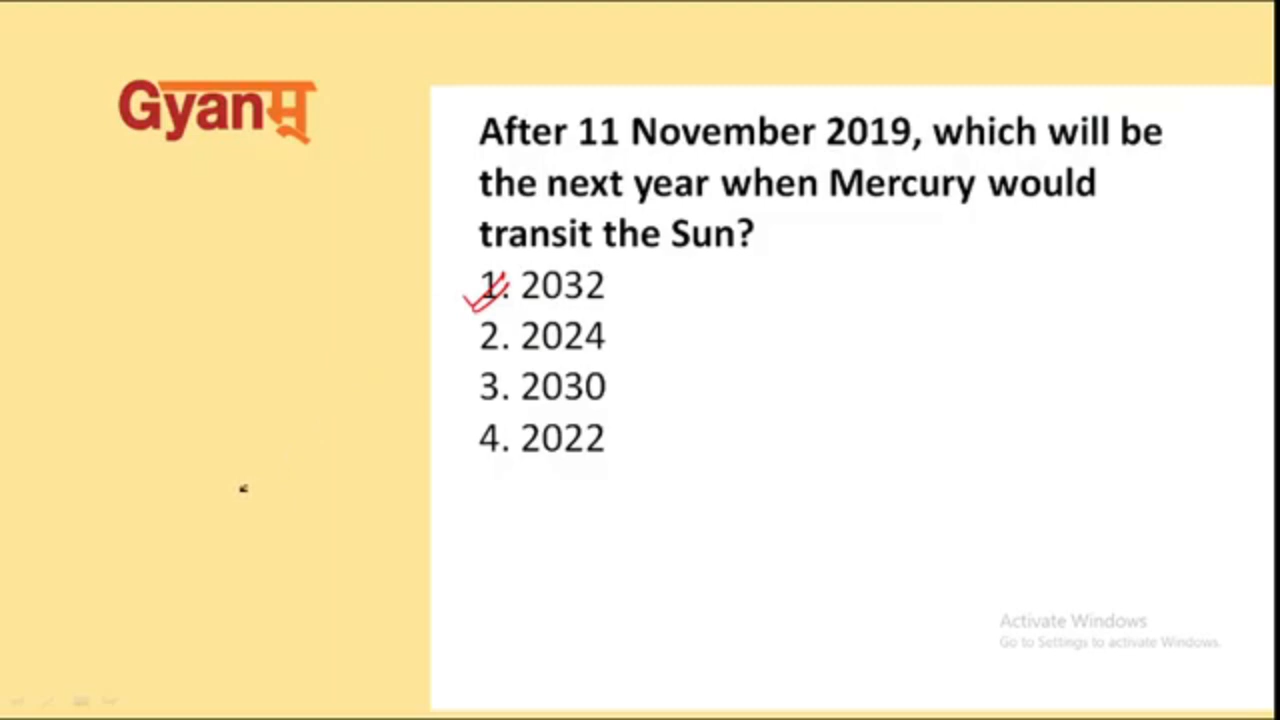 Gyanम्
After 11 November 2019, which will be
the next year when Mercury would
transit the Sun?
1. 2032
2. 2024
3. 2030
4. 2022
Activate Windows
Go to Settings to activate Windows.